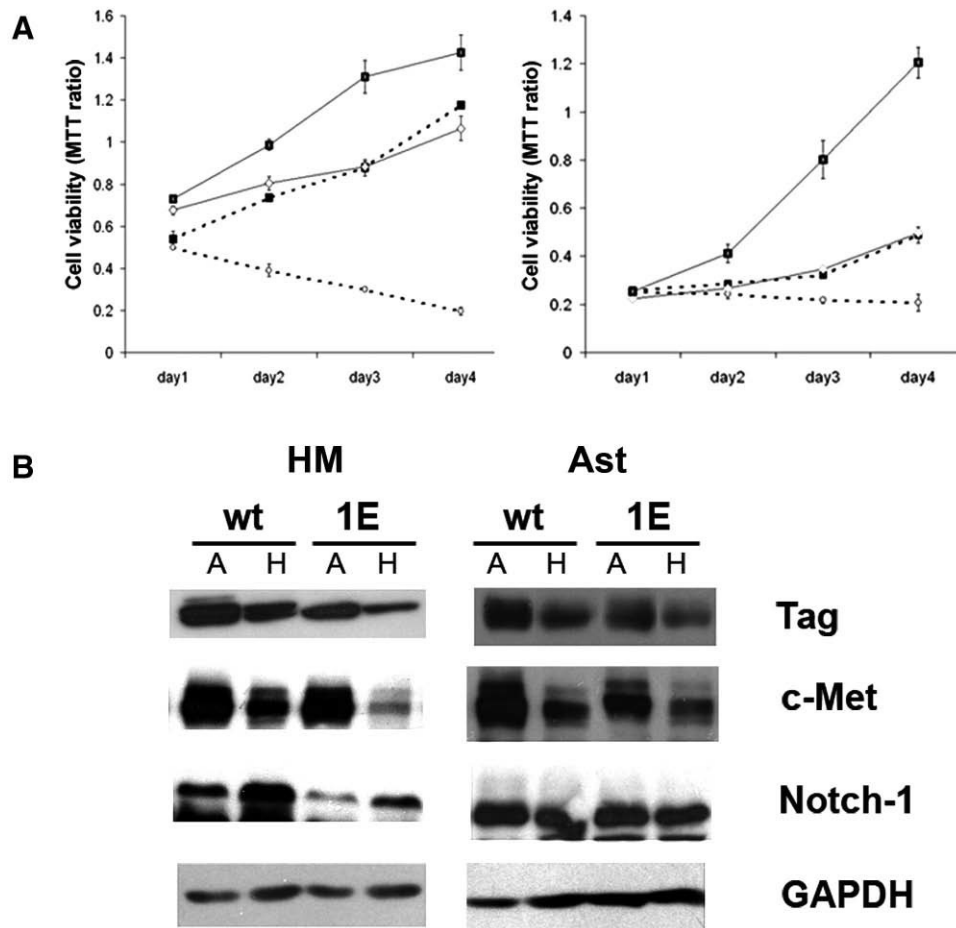 A
Cell viability (MTT ratio)
1.6
1.4
1.2
1
0.8
0.6
0.4
0.2
0
day1 day2 day3 day4
Cell viability (MTT ratio)
1.4
1.2
1
0.8
0.6
0.4
0.2
0
day1 day2 day3 day4
B
HM Ast
wt 1E wt 1E
A H A H A H A H
Tag
c-Met
Notch-1
GAPDH